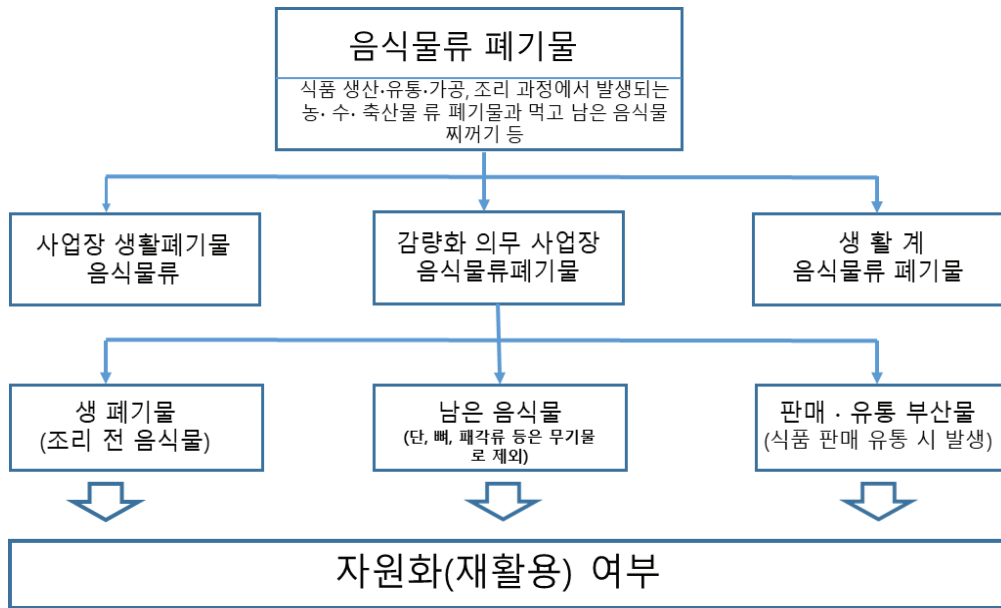 음식물류 폐기물
식품 생산·유통·가공, 조리 과정에서 발생되는
농· 수· 축산물 류 폐기물과 먹고 남은 음식물
찌꺼기 등
사업장 생활폐기물
음식물류
감량화 의무 사업장
음식물류폐기물
생 활 계
음식물류 폐기물
생 폐기물
(조리 전 음식물)
남은 음식물
(단, 뼈, 패각류 등은 무기물
로 제외)
판매 · 유통 부산물
(식품 판매 유통 시 발생)
자원화(재활용) 여부